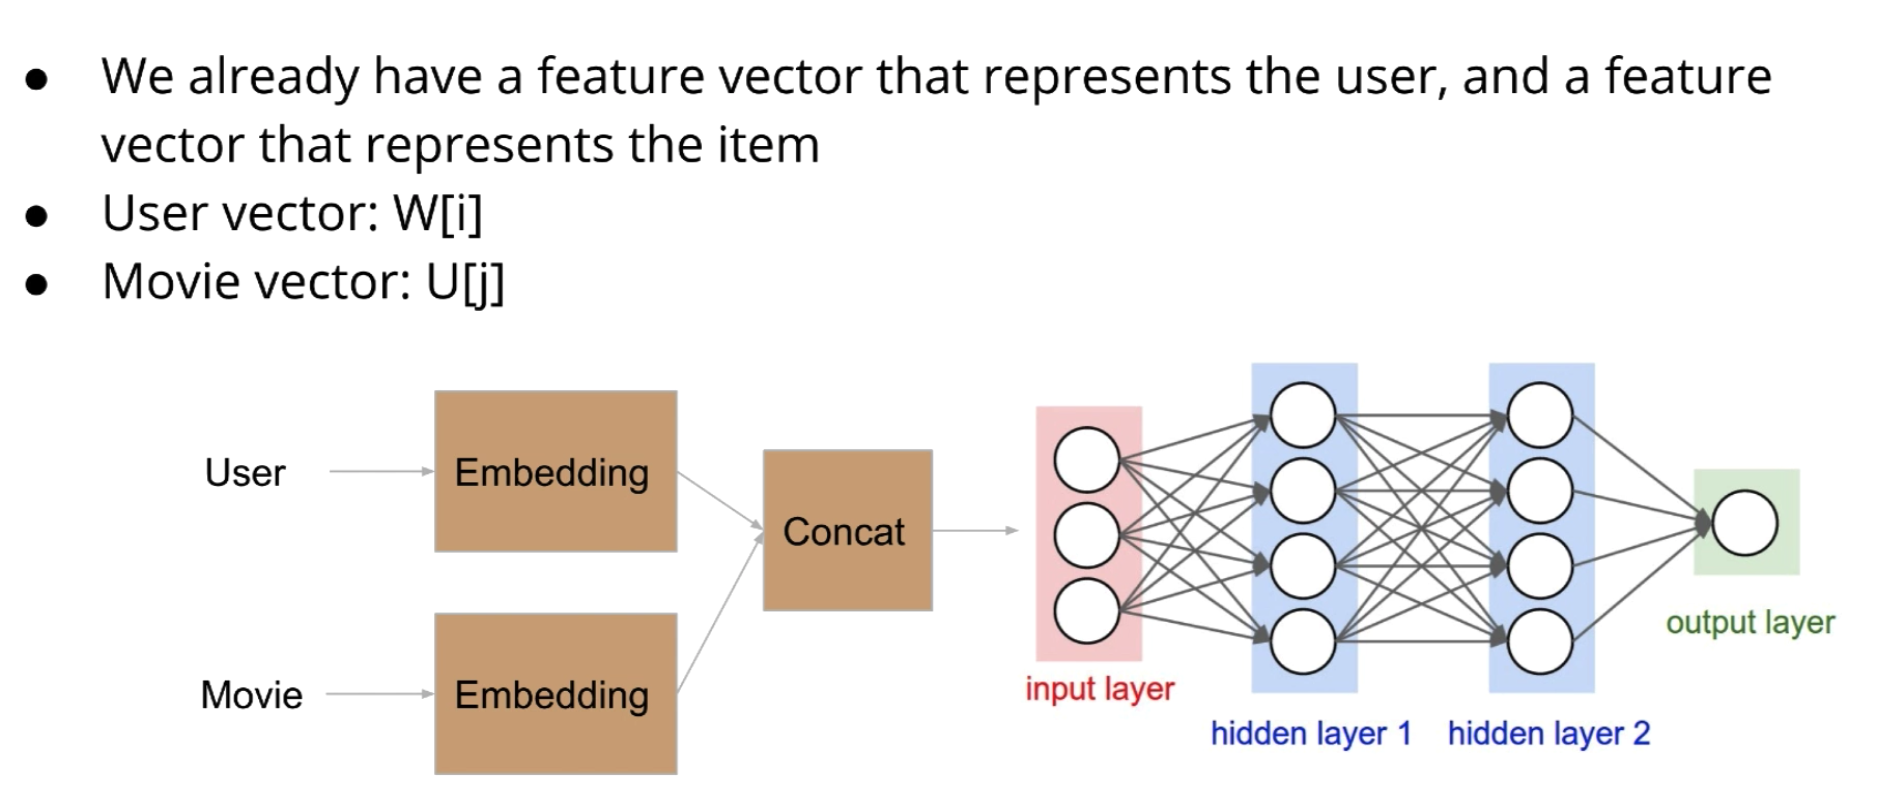 ● We already have a feature vector that represents the user, and a feature
vector that represents the item
● User vector: W[i]
● Movie vector: U[j]
User
Embedding
Concat
Movie
Embedding
input layer
hidden layer 1
hidden layer 2
output layer